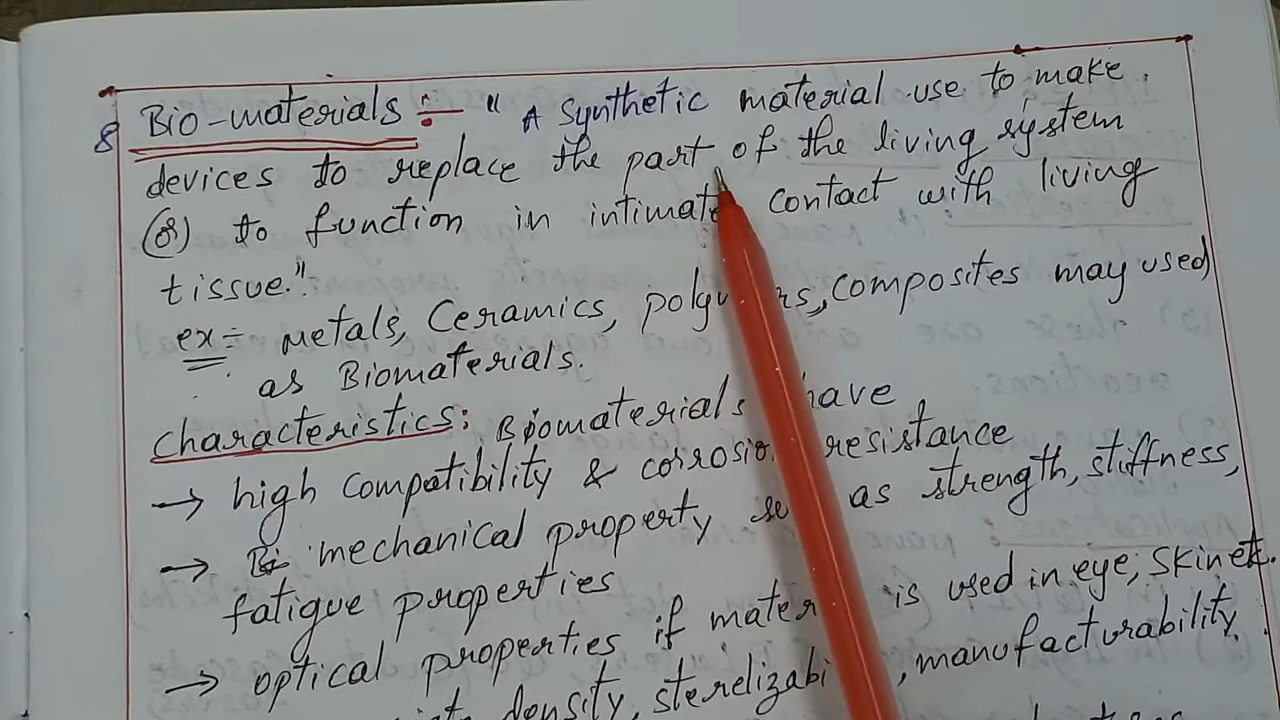 8 Bio-materials :- " A Synthetic material use to make
devices to replace the part of the living system
(or) to function in intimate contact with living
tissue."
ex:- Metals, Ceramics, , composites may used
as Biomaterials.
Characteristics: Biomaterials have
→ high compatibility & corrosion resistance
→ mechanical property as strength, stiffness,
fatigue properties
→ optical properties if is used in eye, skin etc.
density, manufacturability,